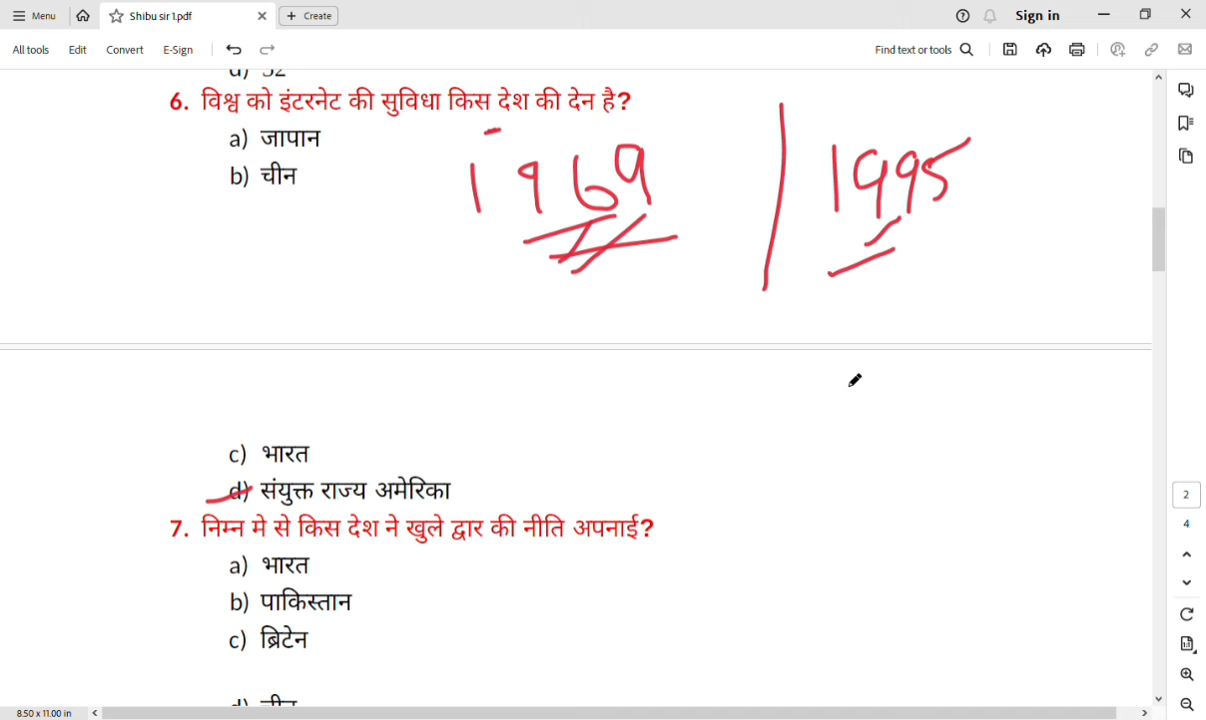 Menu
Shibu sir 1.pdf
Create
Sign in
All tools Edit Convert E-Sign
Find text or tools
d) 52
6. विश्व को इंटरनेट की सुविधा किस देश की देन है?
a) जापान
b) चीन
1969
1995
c) भारत
d) संयुक्त राज्य अमेरिका
7. निम्न मे से किस देश ने खुले द्वार की नीति अपनाई?
a) भारत
b) पाकिस्तान
c) ब्रिटेन
d) चीन
2
4
8.50 x 11.00 in